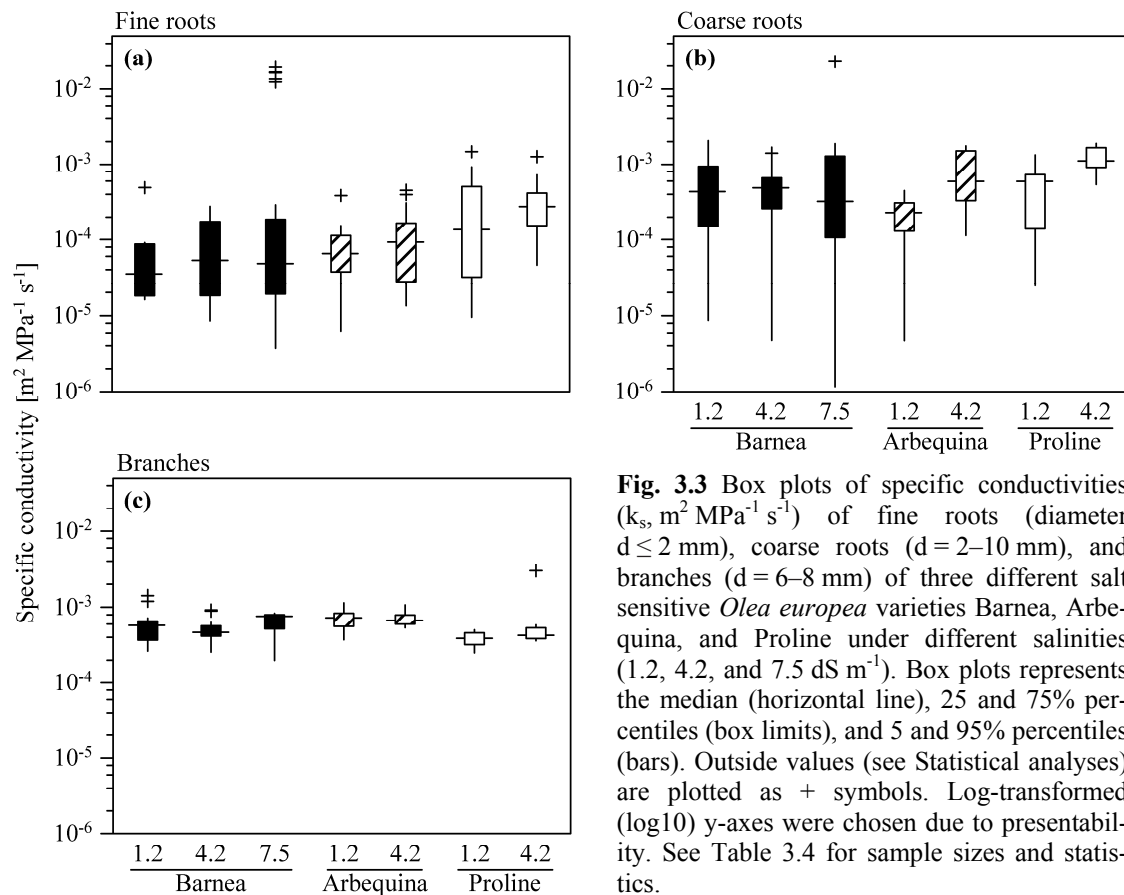 Fine roots
(a)
10⁻²
10⁻³
10⁻⁴
10⁻⁵
10⁻⁶
Coarse roots
(b)
10⁻²
10⁻³
10⁻⁴
10⁻⁵
10⁻⁶
1.2 4.2 7.5 1.2 4.2 1.2 4.2
Barnea Arbequina Proline
Specific conductivity [m² MPa⁻¹ s⁻¹]
Branches
(c)
10⁻²
10⁻³
10⁻⁴
10⁻⁵
10⁻⁶
1.2 4.2 7.5 1.2 4.2 1.2 4.2
Barnea Arbequina Proline
Fig. 3.3 Box plots of specific conductivities
(kₛ, m² MPa⁻¹ s⁻¹) of fine roots (diameter
d ≤ 2 mm), coarse roots (d = 2–10 mm), and
branches (d = 6–8 mm) of three different salt
sensitive Olea europea varieties Barnea, Arbe-
quina, and Proline under different salinities
(1.2, 4.2, and 7.5 dS m⁻¹). Box plots represents
the median (horizontal line), 25 and 75% per-
centiles (box limits), and 5 and 95% percentiles
(bars). Outside values (see Statistical analyses)
are plotted as + symbols. Log-transformed
(log10) y-axes were chosen due to presentabil-
ity. See Table 3.4 for sample sizes and statis-
tics.